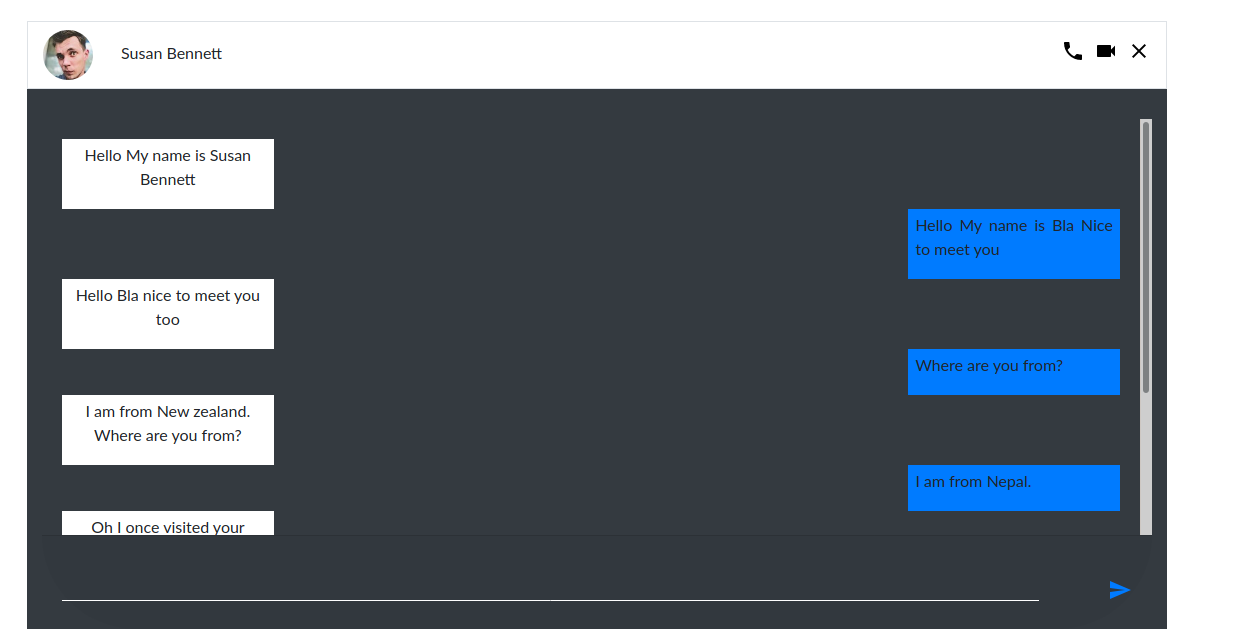 Susan Bennett
Hello My name is Susan
Bennett
Hello My name is Bla Nice
to meet you
Hello Bla nice to meet you
too
Where are you from?
I am from New zealand.
Where are you from?
I am from Nepal.
Oh I once visited your